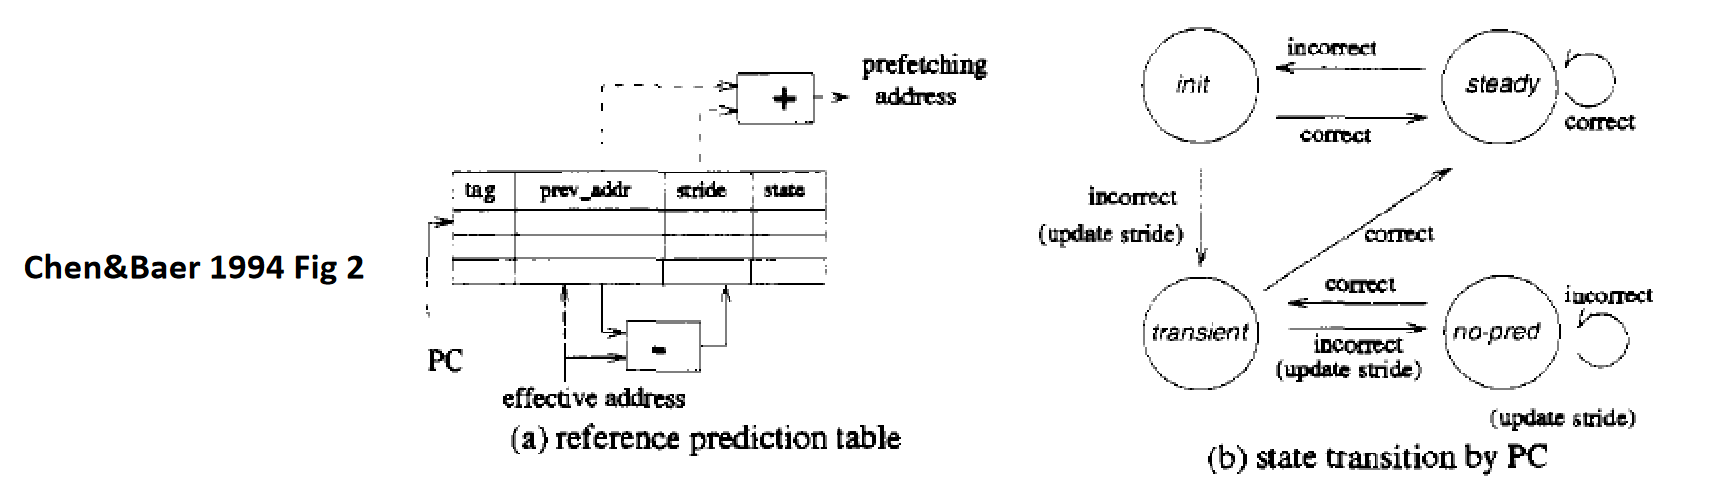 Chen&Baer 1994 Fig 2
prefetching
address
+
tag prev_addr stride state
-
PC
effective address
(a) reference prediction table
init
incorrect
correct
steady
correct
incorrect
(update stride)
correct
transient
correct
incorrect
(update stride)
no-pred
incorrect
(update stride)
(b) state transition by PC